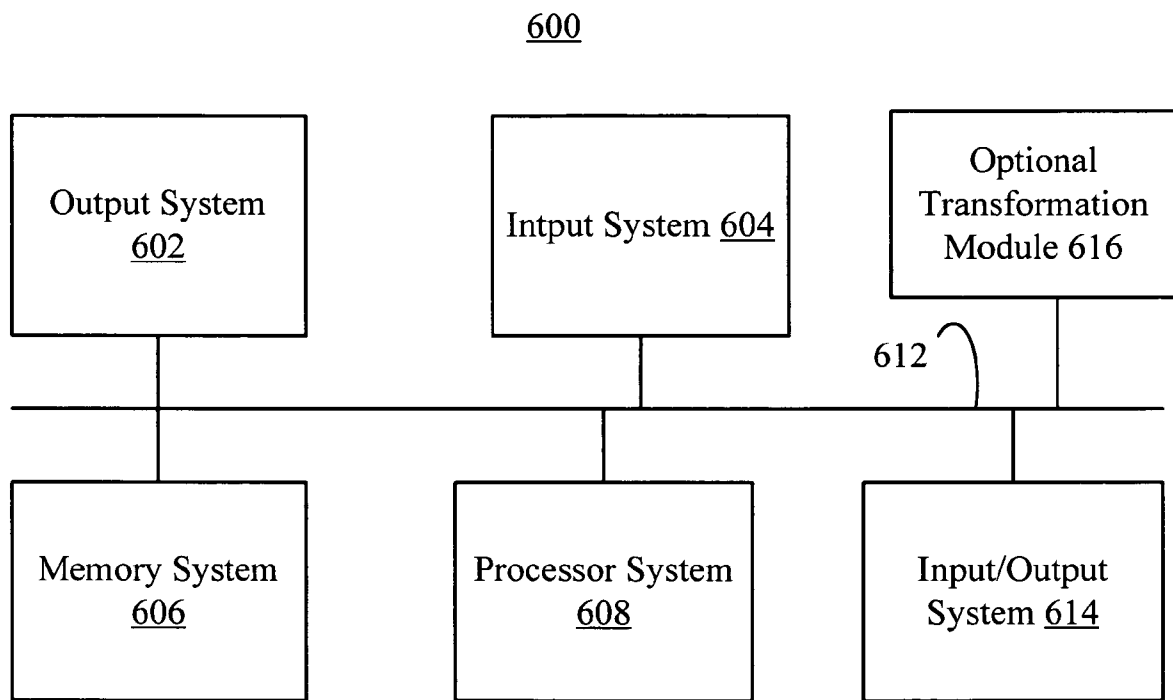 600
Output System
602
Intput System 604
Optional
Transformation
Module 616
612
Memory System
606
Processor System
608
Input/Output
System 614